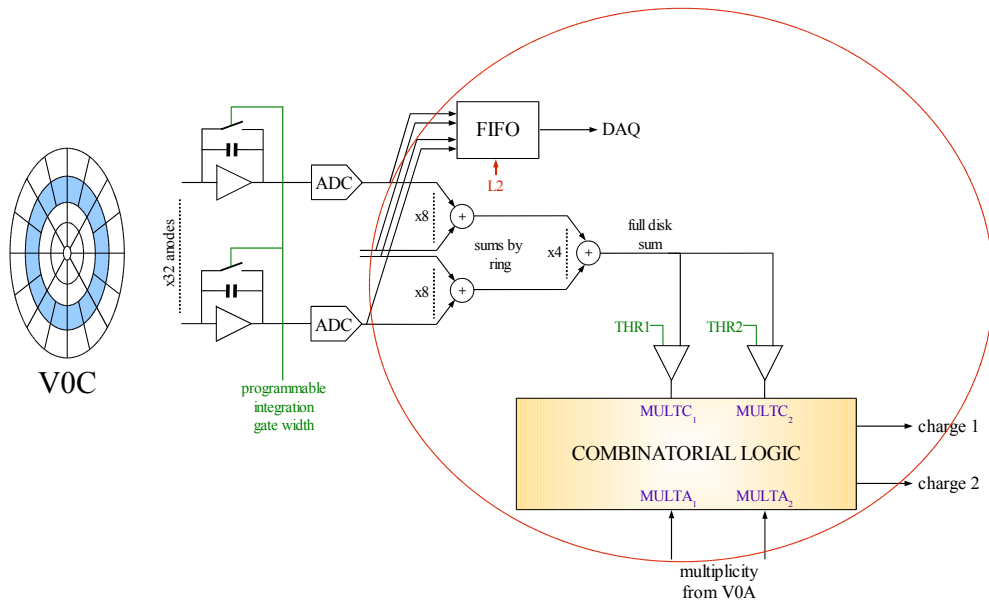 V0C
x32 anodes
programmable
integration
gate width
ADC
ADC
FIFO
DAQ
L2
x8
+
x8
+
sums by
ring
x4
+
full disk
sum
THR1
THR2
MULTC1
MULTC2
COMBINATORIAL LOGIC
MULTA1
MULTA2
charge 1
charge 2
multiplicity
from V0A